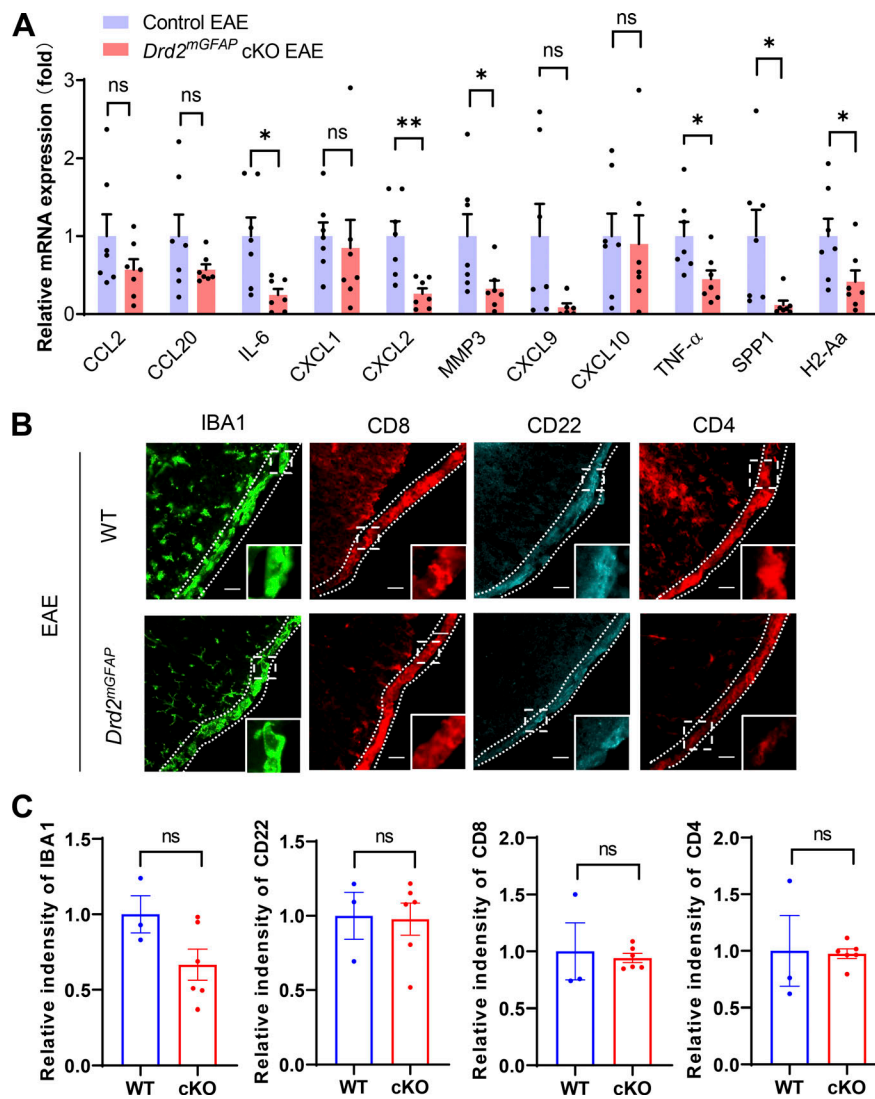 A
Control EAE
Drd2mGFAP cKO EAE
Relative mRNA expression (fold)
3
2
1
0
ns
ns
*
ns
**
*
ns
ns
*
*
*
CCL2
CCL20
IL-6
CXCL1
CXCL2
MMP3
CXCL9
CXCL10
TNF-α
SPP1
H2-Aa
B
IBA1
CD8
CD22
CD4
EAE
WT
Drd2mGFAP
C
Relative indensity of IBA1
1.5
1.0
0.5
0.0
ns
WT
cKO
Relative indensity of CD22
1.5
1.0
0.5
0.0
ns
WT
cKO
Relative indensity of CD8
2.0
1.5
1.0
0.5
0.0
ns
WT
cKO
Relative indensity of CD4
2.0
1.5
1.0
0.5
0.0
ns
WT
cKO